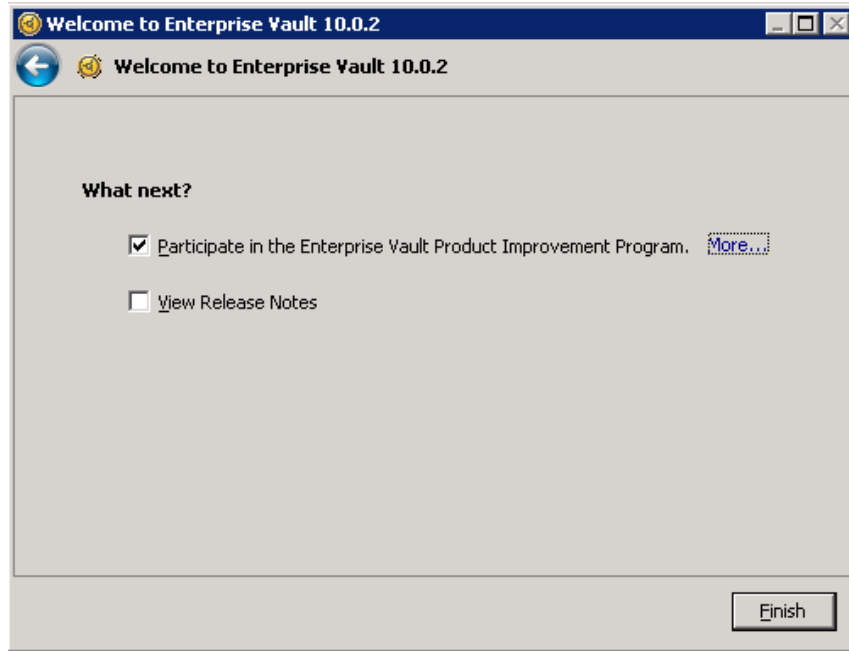 Welcome to Enterprise Vault 10.0.2
Welcome to Enterprise Vault 10.0.2
What next?
Participate in the Enterprise Vault Product Improvement Program. More...
View Release Notes
Finish